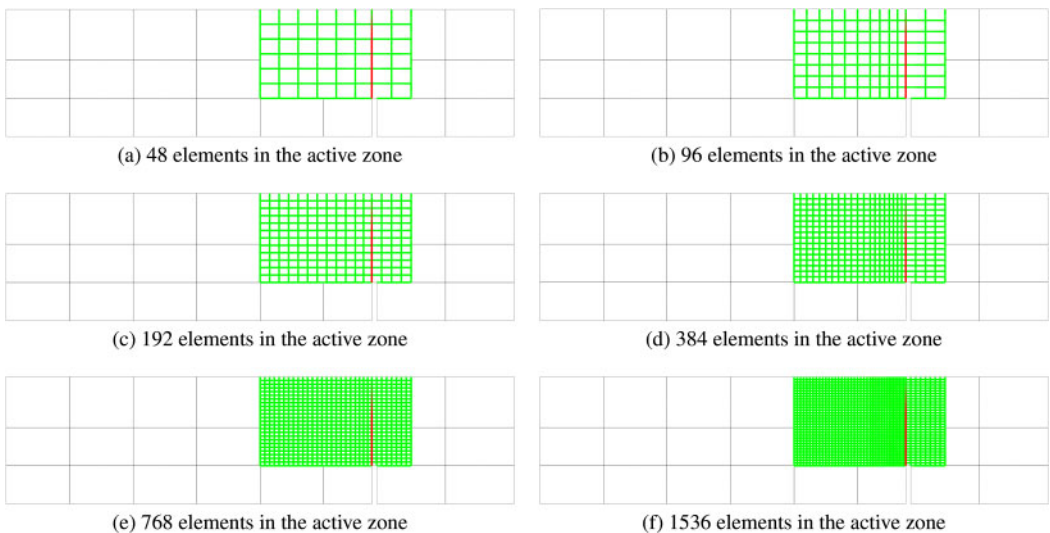 (a) 48 elements in the active zone
(b) 96 elements in the active zone
(c) 192 elements in the active zone
(d) 384 elements in the active zone
(e) 768 elements in the active zone
(f) 1536 elements in the active zone